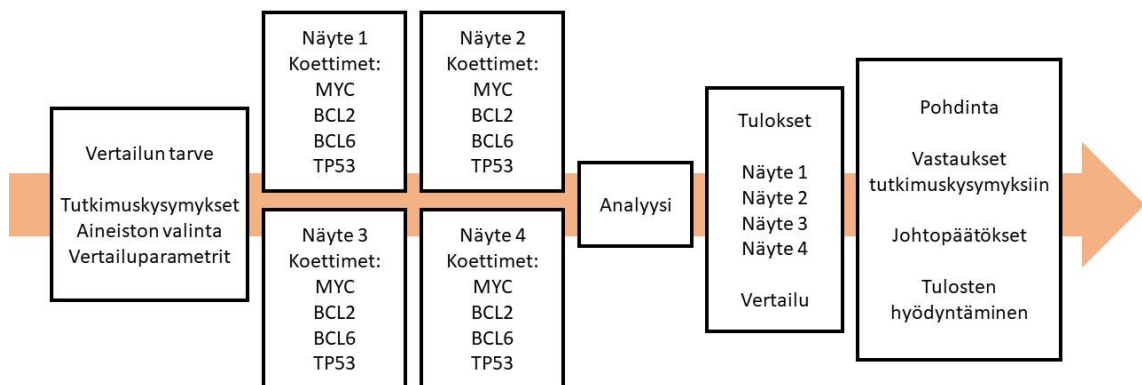 Vertailun tarve
Tutkimuskysymykset
Aineiston valinta
Vertailuparametrit
Näyte 1
Koettimet:
MYC
BCL2
BCL6
TP53
Näyte 2
Koettimet:
MYC
BCL2
BCL6
TP53
Näyte 3
Koettimet:
MYC
BCL2
BCL6
TP53
Näyte 4
Koettimet:
MYC
BCL2
BCL6
TP53
Analyysi
Tulokset
Näyte 1
Näyte 2
Näyte 3
Näyte 4
Vertailu
Pohdinta
Vastaukset
tutkimuskysymyksiin
Johtopäätökset
Tulosten
hyödyntäminen